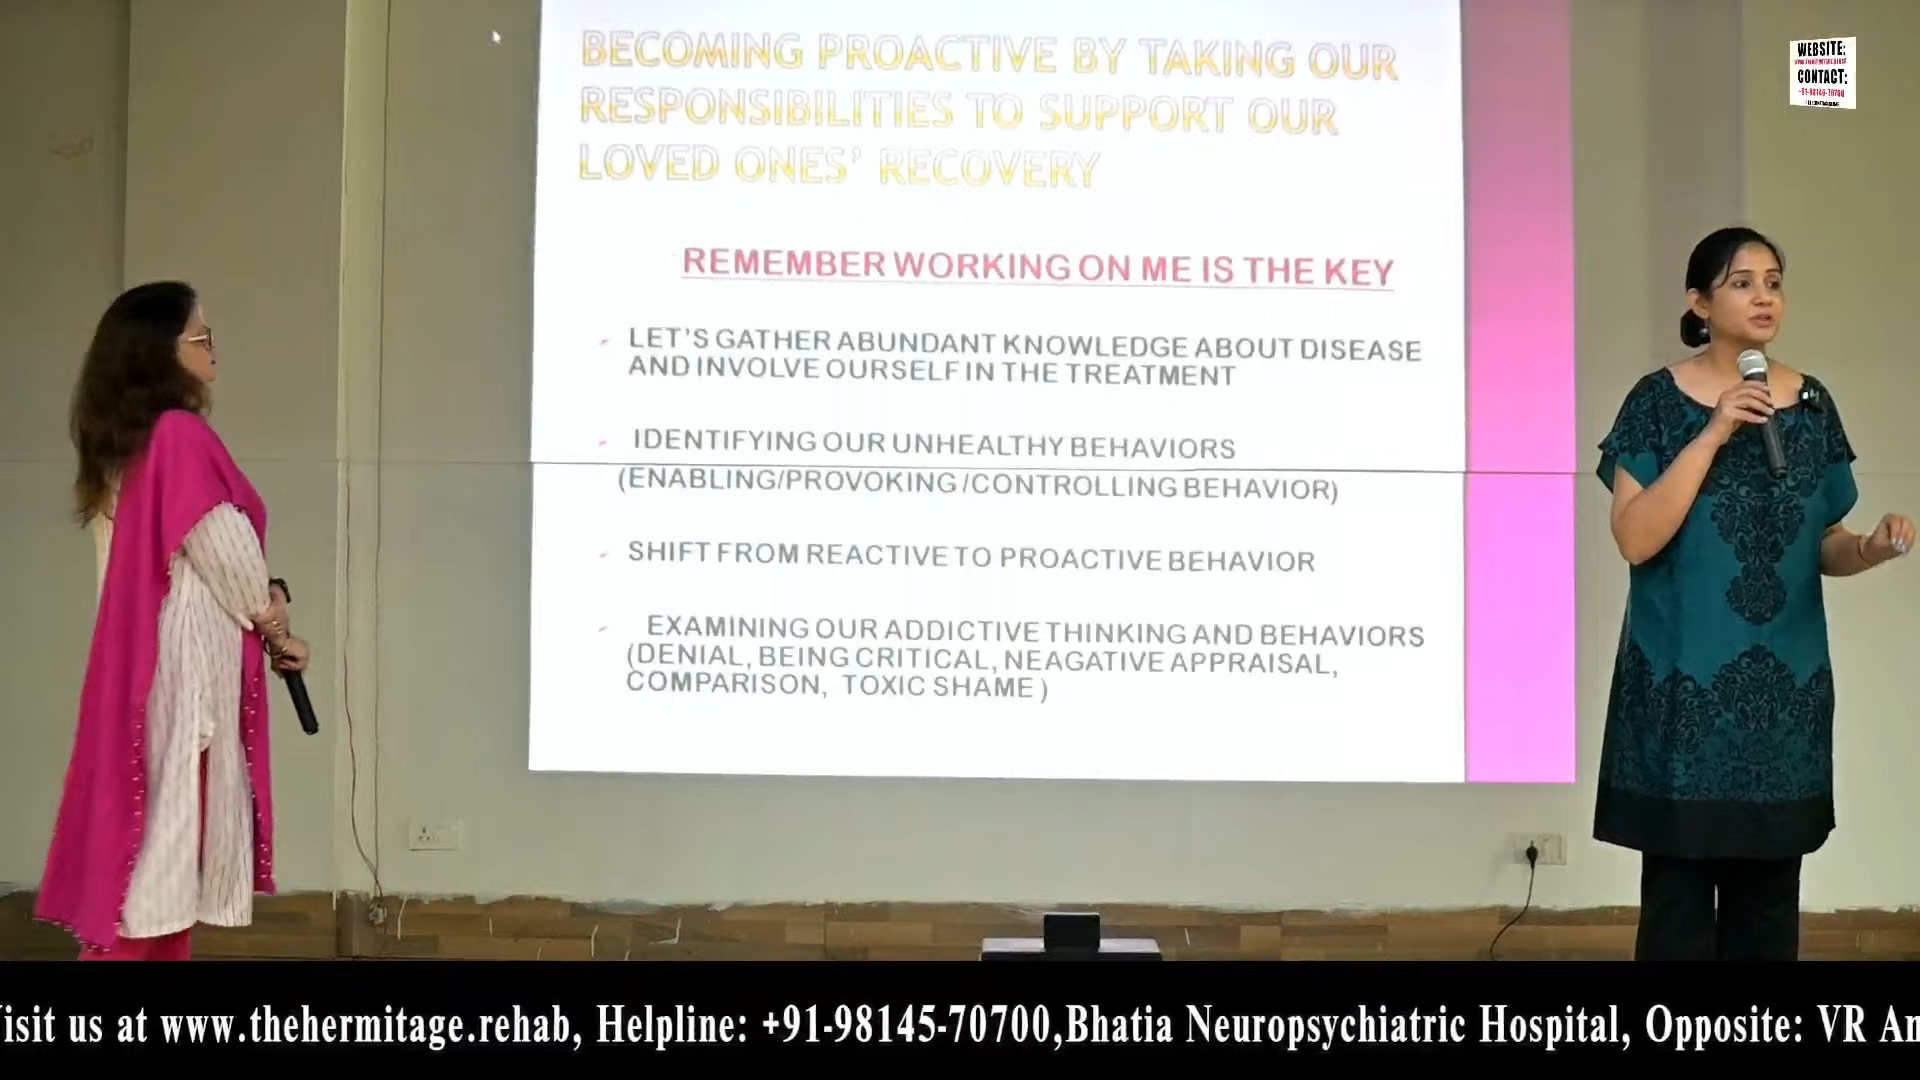 BECOMING PROACTIVE BY TAKING OUR
RESPONSIBILITIES TO SUPPORT OUR
LOVED ONES' RECOVERY
REMEMBER WORKING ON ME IS THE KEY
LET'S GATHER ABUNDANT KNOWLEDGE ABOUT DISEASE
AND INVOLVE OURSELF IN THE TREATMENT
IDENTIFYING OUR UNHEALTHY BEHAVIORS
(ENABLING/PROVOKING /CONTROLLING BEHAVIOR)
SHIFT FROM REACTIVE TO PROACTIVE BEHAVIOR
EXAMINING OUR ADDICTIVE THINKING AND BEHAVIORS
(DENIAL, BEING CRITICAL, NEAGATIVE APPRAISAL,
COMPARISON, TOXIC SHAME )
WEBSITE:
CONTACT:
+91-98145-70700
isit us at www.thehermitage.rehab, Helpline: +91-98145-70700,Bhatia Neuropsychiatric Hospital, Opposite: VR